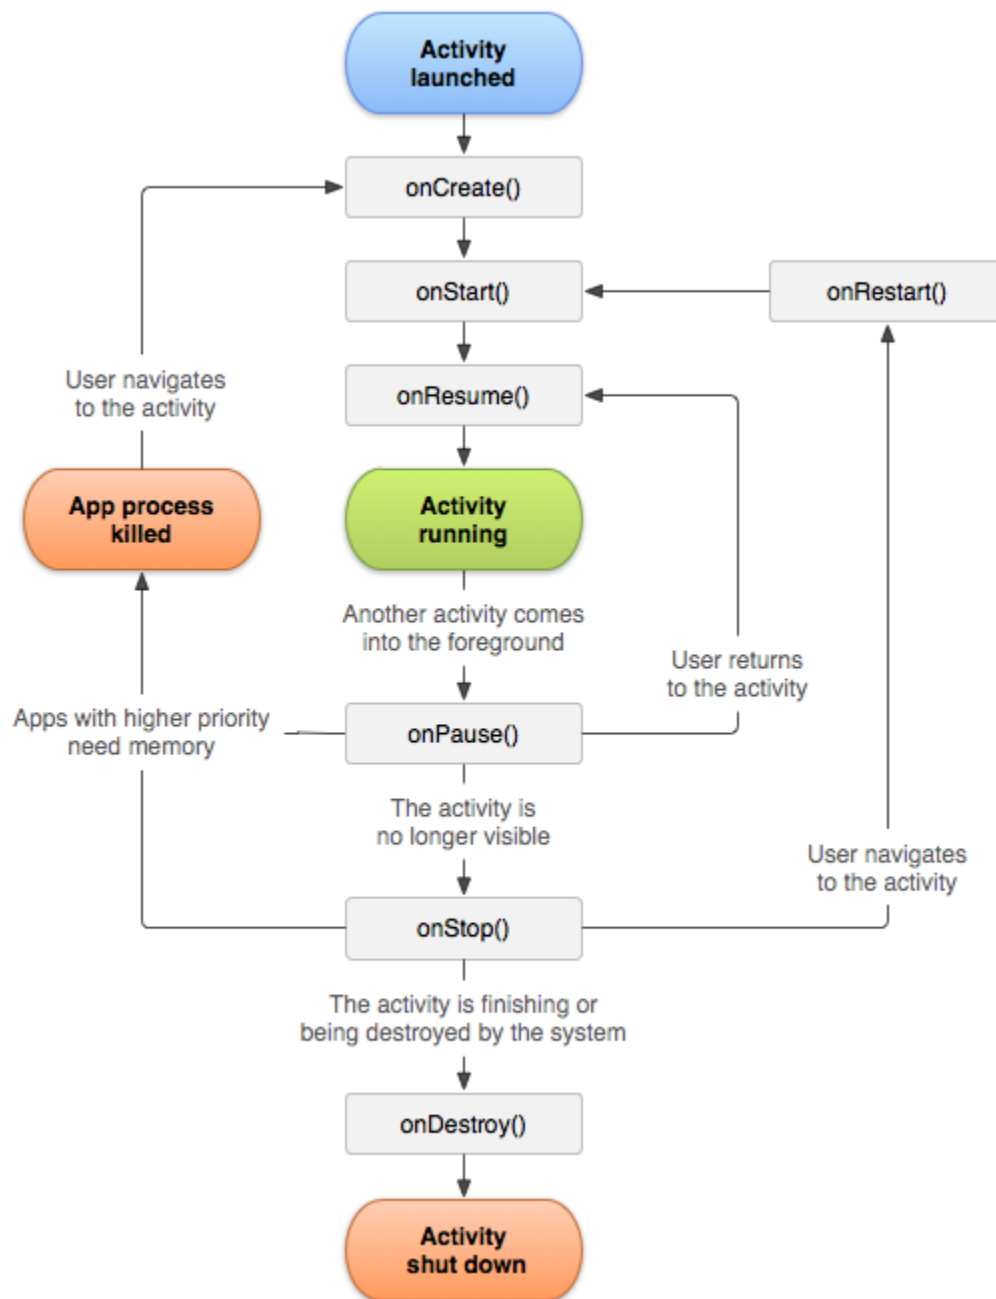 Activity
launched
onCreate()
onStart()
onRestart()
User navigates
to the activity
onResume()
App process
killed
Activity
running
Another activity comes
into the foreground
User returns
to the activity
Apps with higher priority
need memory
onPause()
The activity is
no longer visible
User navigates
to the activity
onStop()
The activity is finishing or
being destroyed by the system
onDestroy()
Activity
shut down